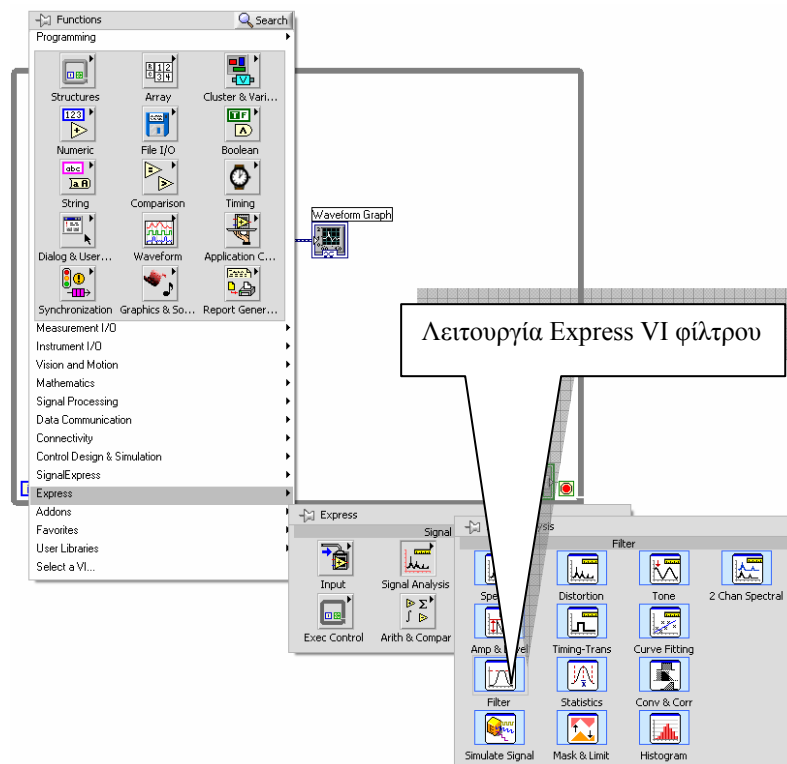 Functions
Search
Programming
Structures
Array
Cluster & Vari...
Numeric
File I/O
Boolean
String
Comparison
Timing
Dialog & User...
Waveform
Application C...
Synchronization
Graphics & So...
Report Gener...
Measurement I/O
Instrument I/O
Vision and Motion
Mathematics
Signal Processing
Data Communication
Connectivity
Control Design & Simulation
SignalExpress
Express
Addons
Favorites
User Libraries
Select a VI...
Waveform Graph
Λειτουργία Express VI φίλτρου
Express
Signal
Input
Signal Analysis
Exec Control
Arith & Compar
Filter
Distortion
Tone
2 Chan Spectral
Timing-Trans
Curve Fitting
Filter
Statistics
Conv & Corr
Simulate Signal
Mask & Limit
Histogram